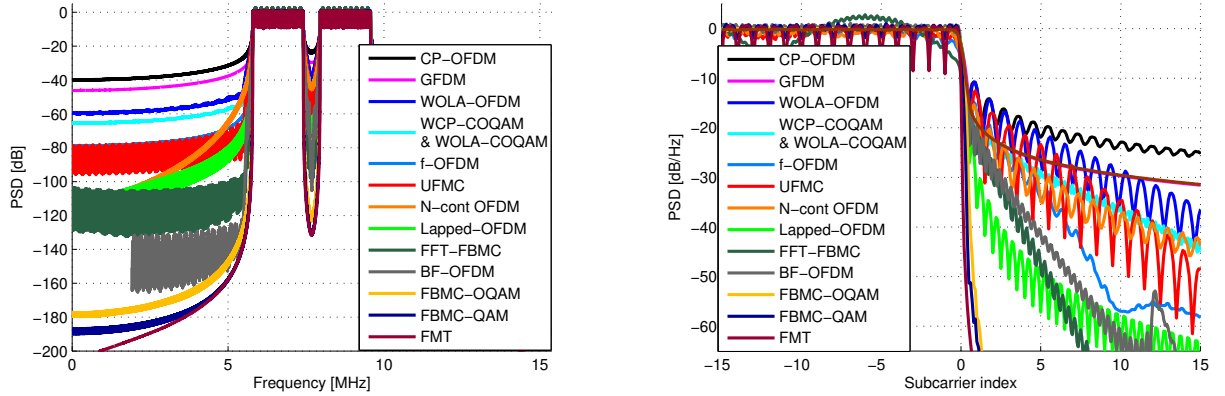 0
−20
−40
−60
−80
−100
−120
−140
−160
−180
−200
PSD [dB]
0
5
10
15
Frequency [MHz]
CP−OFDM
GFDM
WOLA−OFDM
WCP−COQAM
& WOLA−COQAM
f−OFDM
UFMC
N−cont OFDM
Lapped−OFDM
FFT−FBMC
BF−OFDM
FBMC−OQAM
FBMC−QAM
FMT
0
−10
−20
−30
−40
−50
−60
PSD [dB/Hz]
−15
−10
−5
0
5
10
15
Subcarrier index
CP−OFDM
GFDM
WOLA−OFDM
WCP−COQAM
& WOLA−COQAM
f−OFDM
UFMC
N−cont OFDM
Lapped−OFDM
FFT−FBMC
BF−OFDM
FBMC−OQAM
FBMC−QAM
FMT